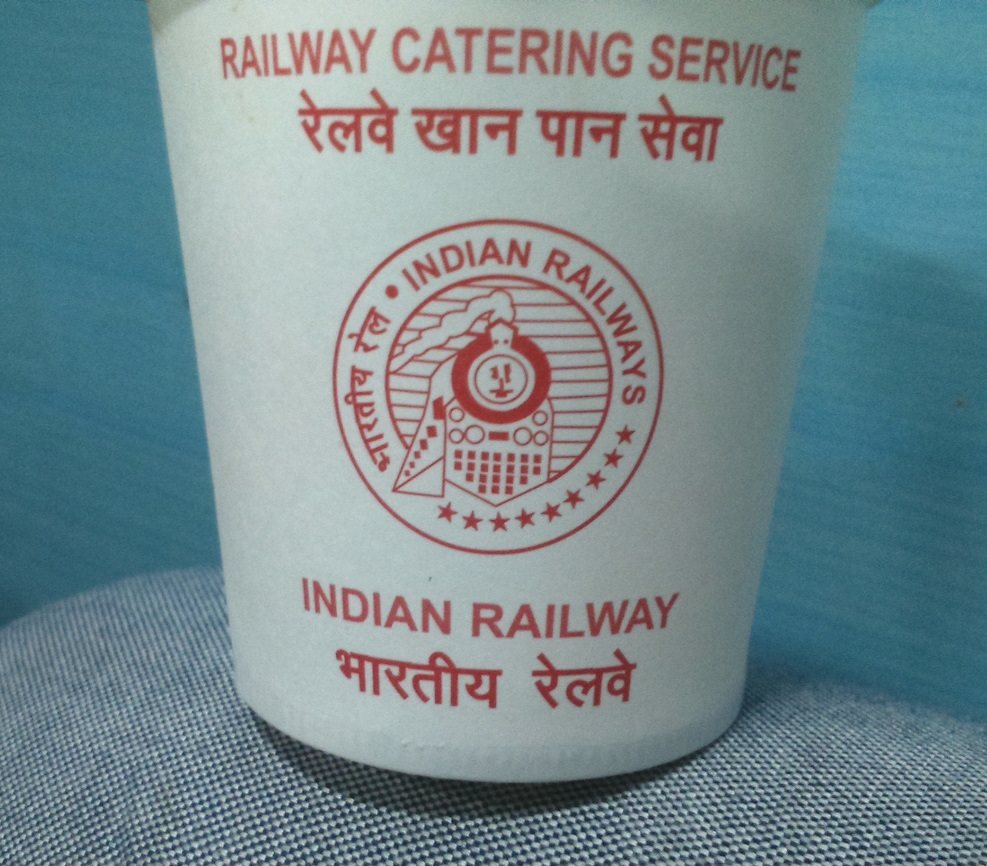 RAILWAY CATERING SERVICE
रेलवे खान पान सेवा
भारतीय रेल • INDIAN RAILWAYS
INDIAN RAILWAY
भारतीय रेलवे